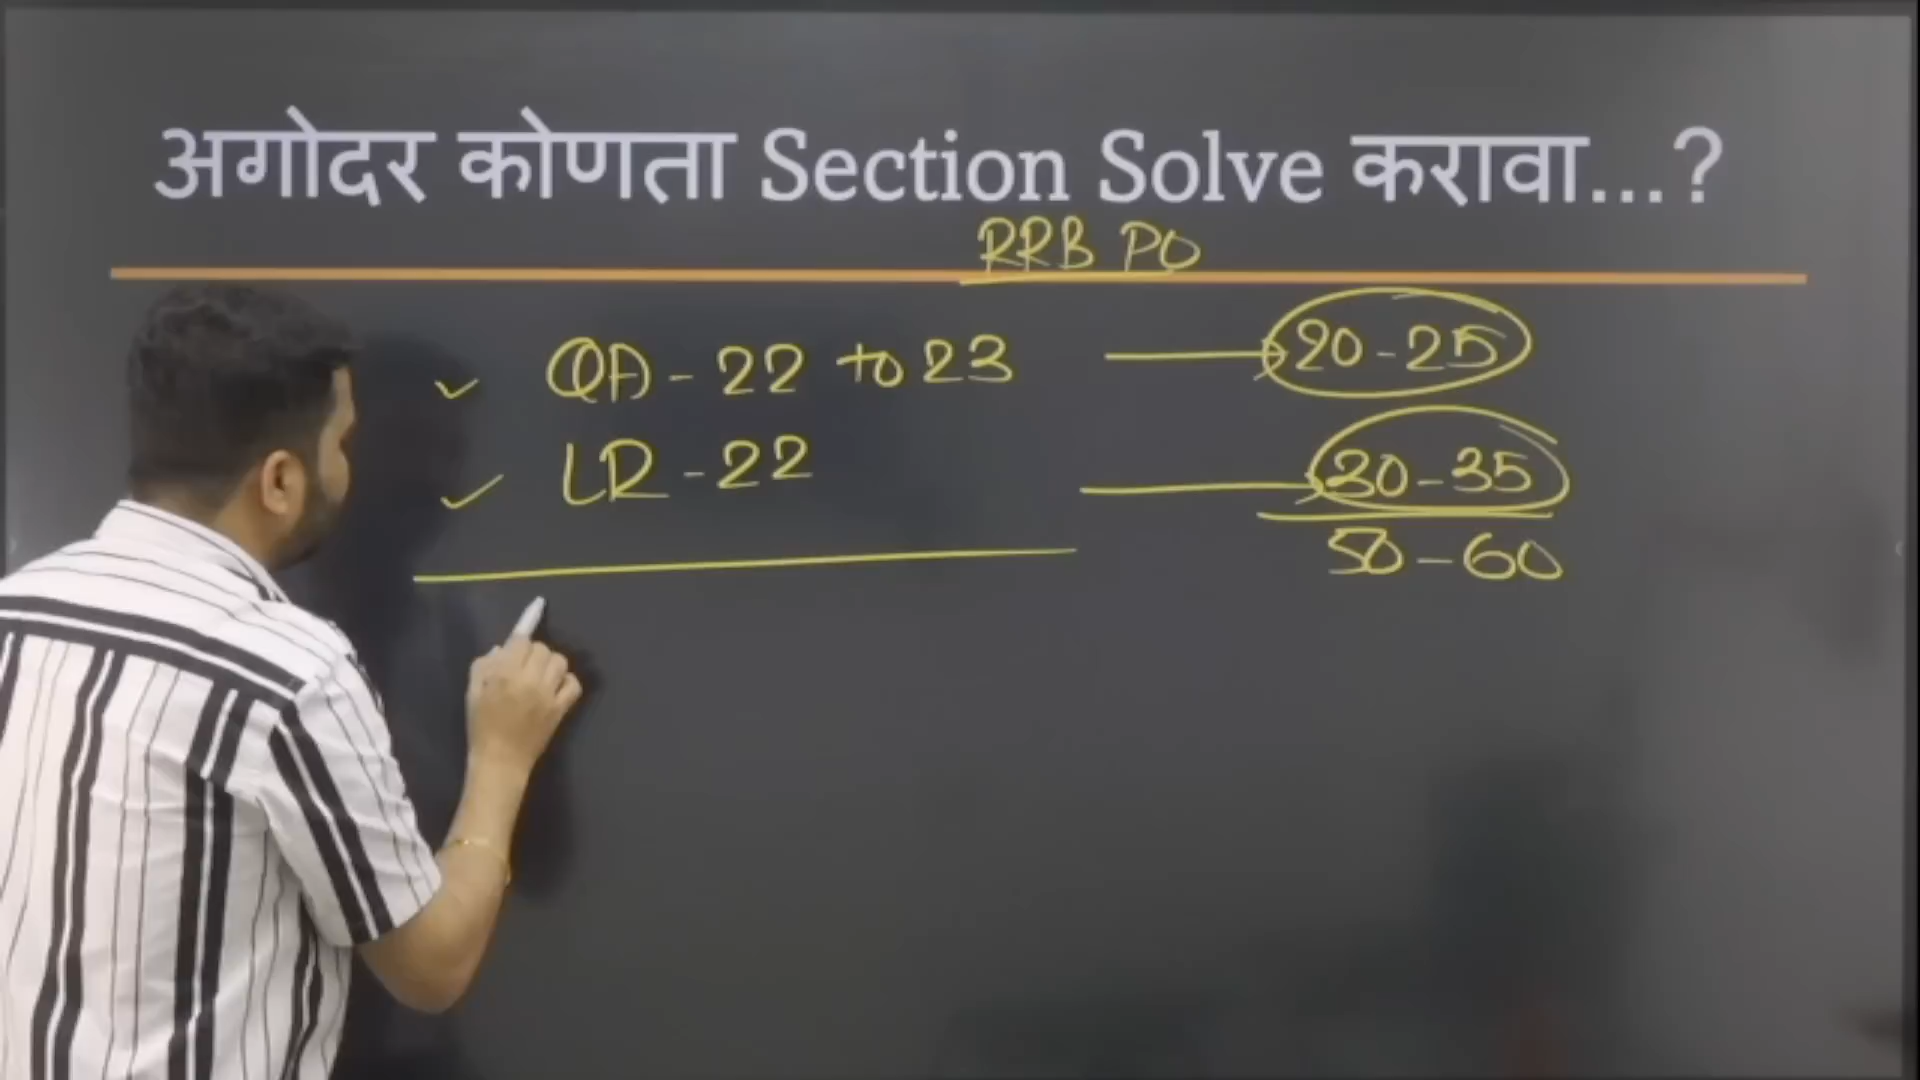 अगोदर कोणता Section Solve करावा...?
RRB PO
QA - 22 to 23 → 20-25
LR - 22 → 30-35
50-60